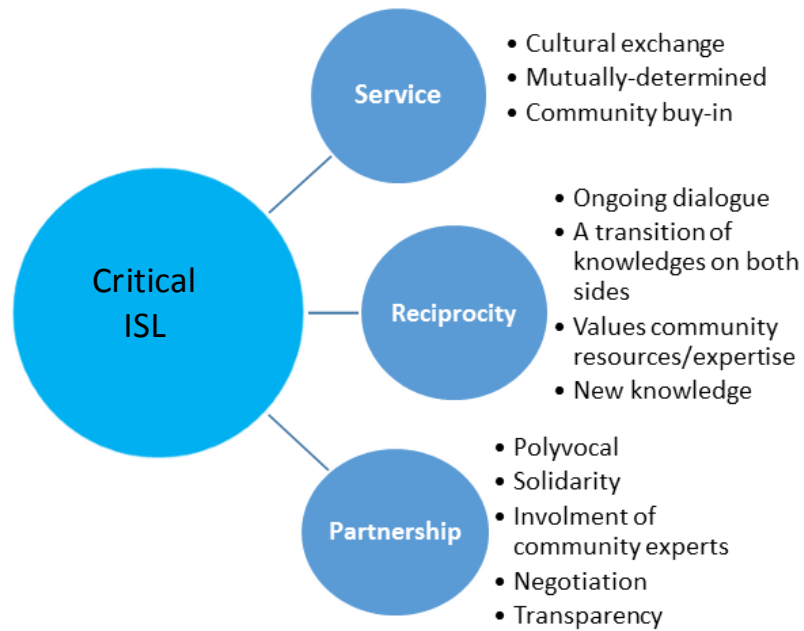 Critical
ISL
Service
• Cultural exchange
• Mutually-determined
• Community buy-in
Reciprocity
• Ongoing dialogue
• A transition of
knowledges on both
sides
• Values community
resources/expertise
• New knowledge
Partnership
• Polyvocal
• Solidarity
• Involment of
community experts
• Negotiation
• Transparency